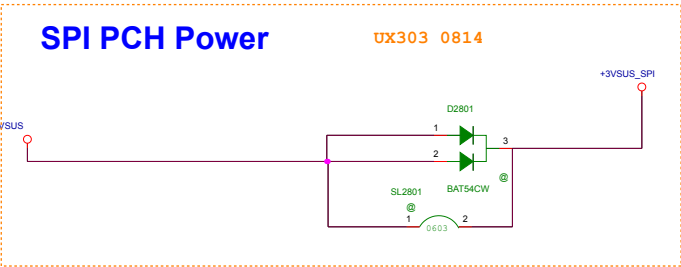 SPI PCH Power
UX303 0814
+3VSUS_SPI
VSUS
D2801
1
3
2
@
BAT54CW
SL2801
@
1
2
0603